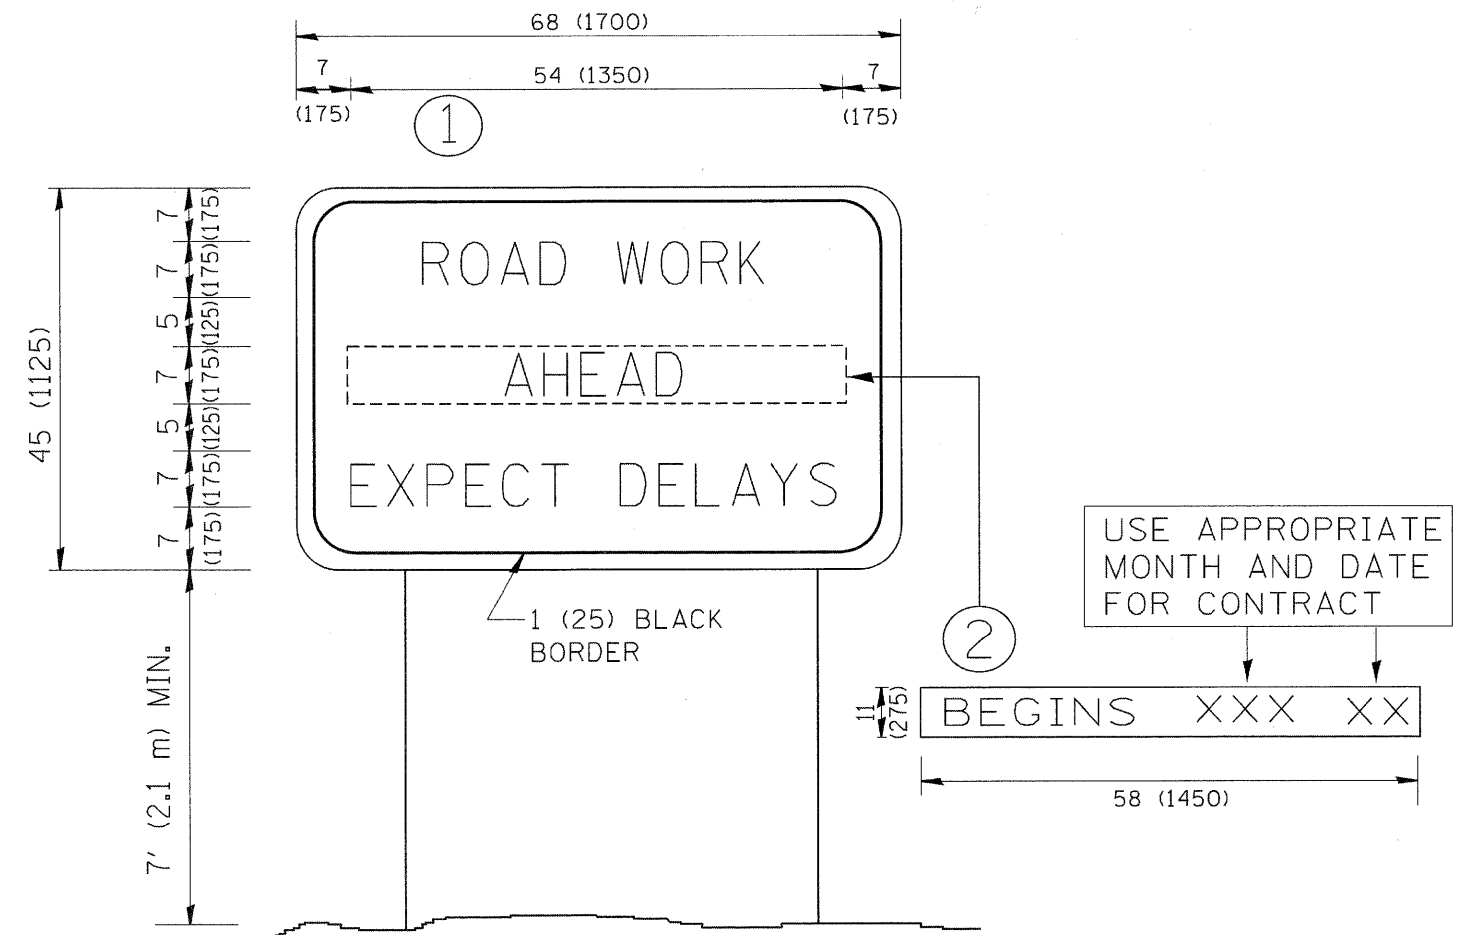 68 (1700)
7
54 (1350)
7
(175)
(175)
1
45 (1125)
7
(175)
7
(175)
5
(125)
7
(175)
5
(125)
7
(175)
7
(175)
ROAD WORK
AHEAD
EXPECT DELAYS
1 (25) BLACK
BORDER
7' (2.1 m) MIN.
USE APPROPRIATE
MONTH AND DATE
FOR CONTRACT
2
11
(275)
BEGINS XXX XX
58 (1450)